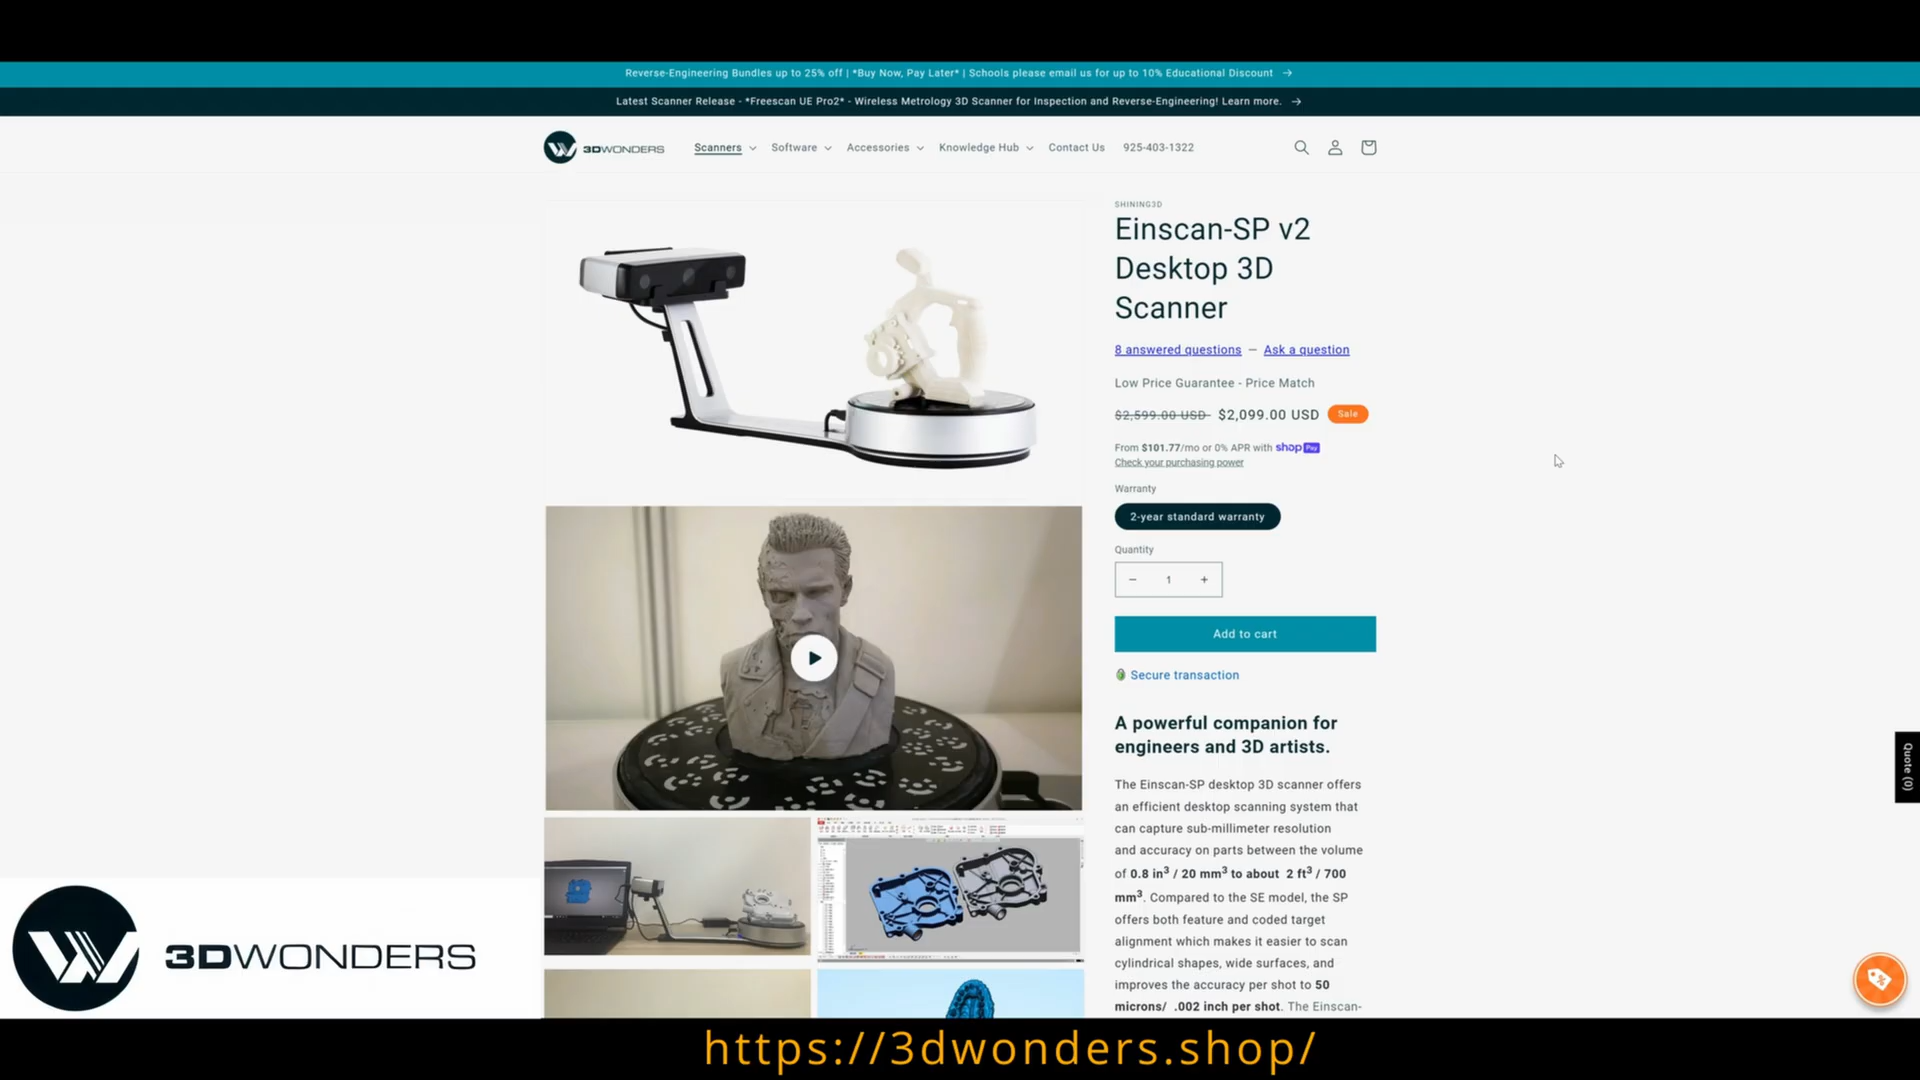 Reverse-Engineering Bundles up to 25% off | *Buy Now, Pay Later* | Schools please email us for up to 10% Educational Discount →
Latest Scanner Release - *Freescan UE Pro2* - Wireless Metrology 3D Scanner for Inspection and Reverse-Engineering! Learn more. →
3DWONDERS
Scanners Software Accessories Knowledge Hub Contact Us 925-403-1322
SHINING3D
Einscan-SP v2
Desktop 3D
Scanner
8 answered questions — Ask a question
Low Price Guarantee - Price Match
$2,599.00 USD $2,099.00 USD Sale
From $101.77/mo or 0% APR with shop Pay
Check your purchasing power
Warranty
2-year standard warranty
Quantity
− 1 +
Add to cart
Secure transaction
A powerful companion for
engineers and 3D artists.
The Einscan-SP desktop 3D scanner offers
an efficient desktop scanning system that
can capture sub-millimeter resolution
and accuracy on parts between the volume
of 0.8 in³ / 20 mm³ to about 2 ft³ / 700
mm³. Compared to the SE model, the SP
offers both feature and coded target
alignment which makes it easier to scan
cylindrical shapes, wide surfaces, and
improves the accuracy per shot to 50
microns/ .002 inch per shot. The Einscan-
Quote (0)
3DWONDERS
https://3dwonders.shop/